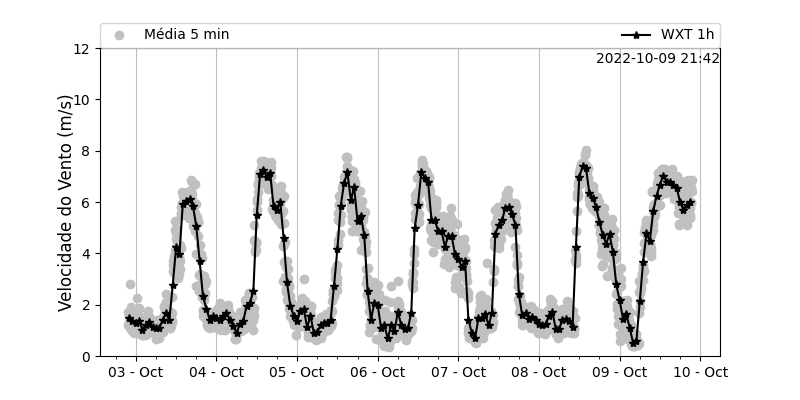 Média 5 min
WXT 1h
2022-10-09 21:42
Velocidade do Vento (m/s)
12
10
8
6
4
2
0
03 - Oct
04 - Oct
05 - Oct
06 - Oct
07 - Oct
08 - Oct
09 - Oct
10 - Oct